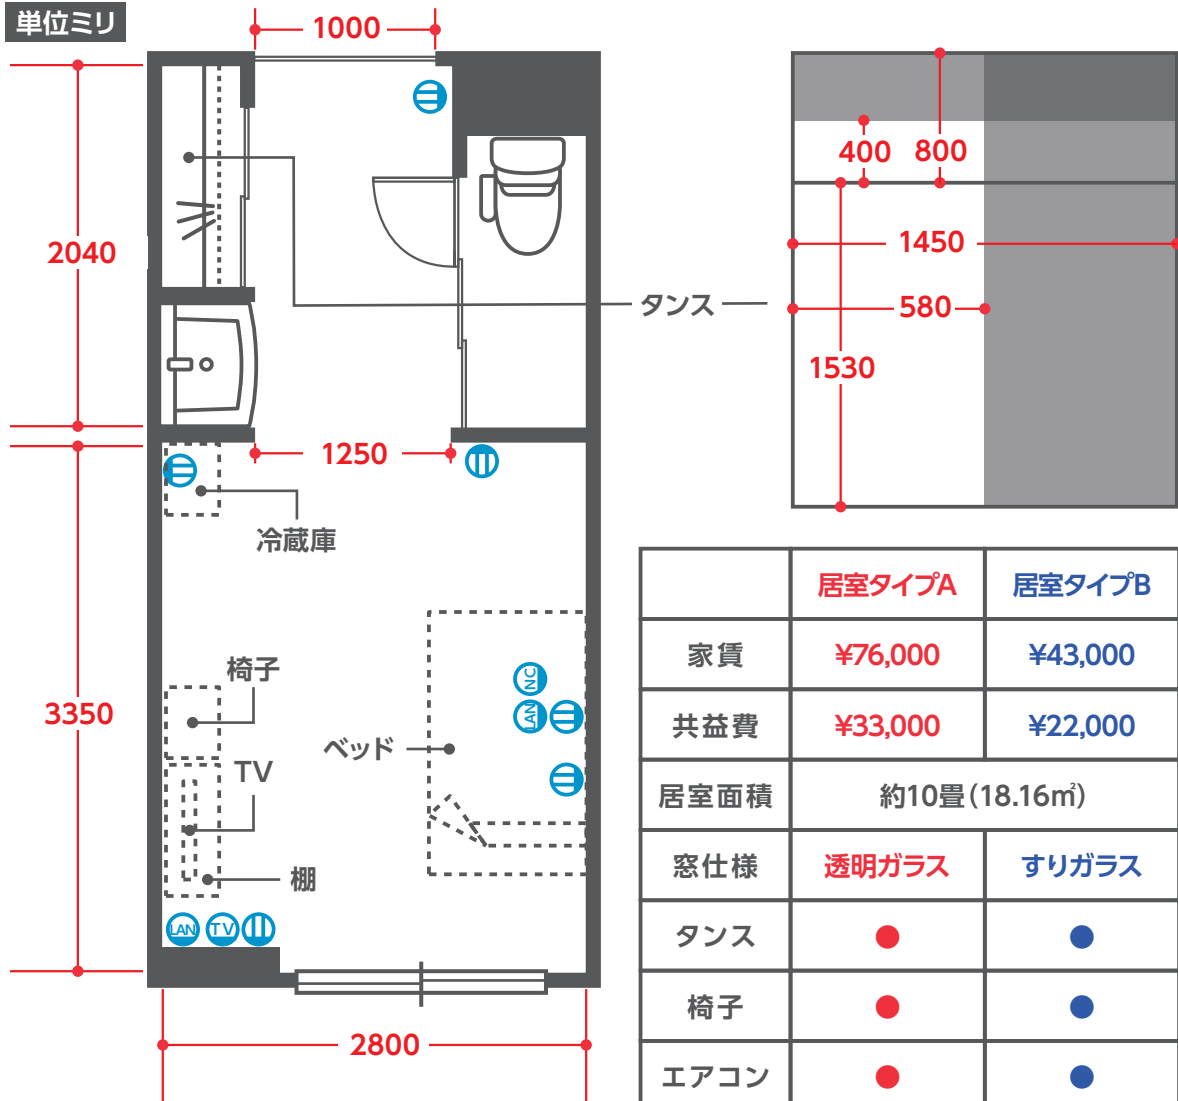 単位ミリ
1000
400
800
2040
1450
タンス
580
1530
1250
冷蔵庫
椅子
NC
LAN
3350
ベッド
TV
棚
LAN
TV
2800
居室タイプA 居室タイプB
家賃 ¥76,000 ¥43,000
共益費 ¥33,000 ¥22,000
居室面積 約10畳(18.16㎡)
窓仕様 透明ガラス すりガラス
タンス ● ●
椅子 ● ●
エアコン ● ●